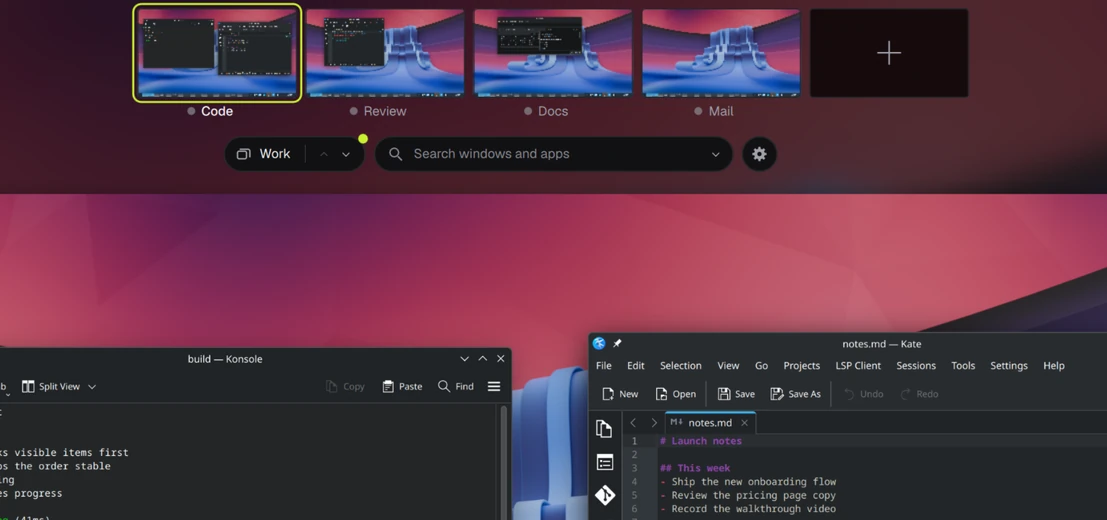 Code
Review
Docs
Mail
Work
Search windows and apps
build — Konsole
Split View
Copy
Paste
Find
visible items first
the order stable
progress
(41ms)
notes.md — Kate
File Edit Selection View Go Projects LSP Client Sessions Tools Settings Help
New Open Save Save As Undo Redo
notes.md
1 # Launch notes
2
3 ## This week
4 - Ship the new onboarding flow
5 - Review the pricing page copy
6 - Record the walkthrough video